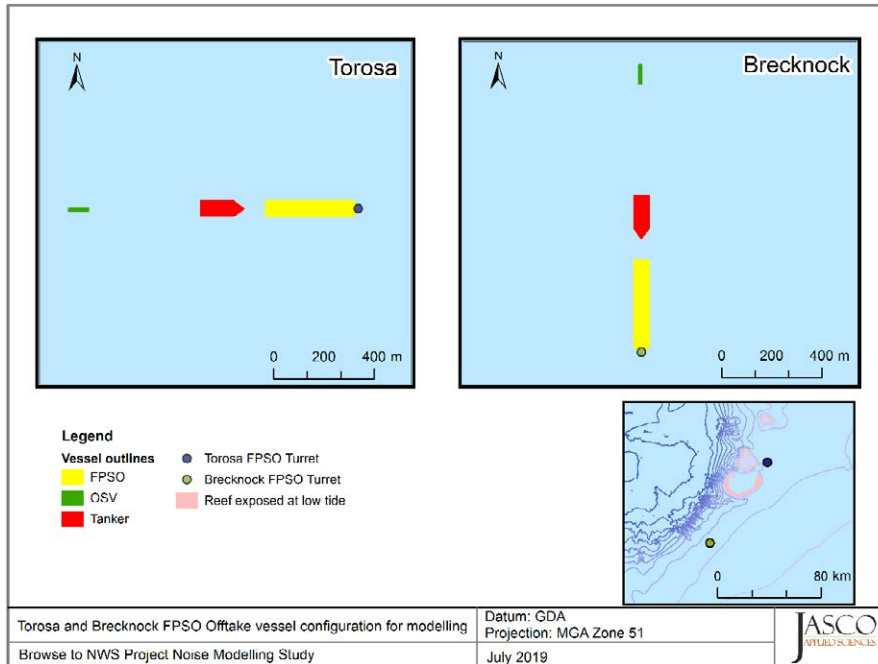 N
Torosa
0 200 400 m
N
Brecknock
0 200 400 m
Legend
Vessel outlines
FPSO
OSV
Tanker
Torosa FPSO Turret
Brecknock FPSO Turret
Reef exposed at low tide
0 80 km
Torosa and Brecknock FPSO Offtake vessel configuration for modelling
Browse to NWS Project Noise Modelling Study
Datum: GDA
Projection: MGA Zone 51
July 2019
JASCO
APPLIED SCIENCES